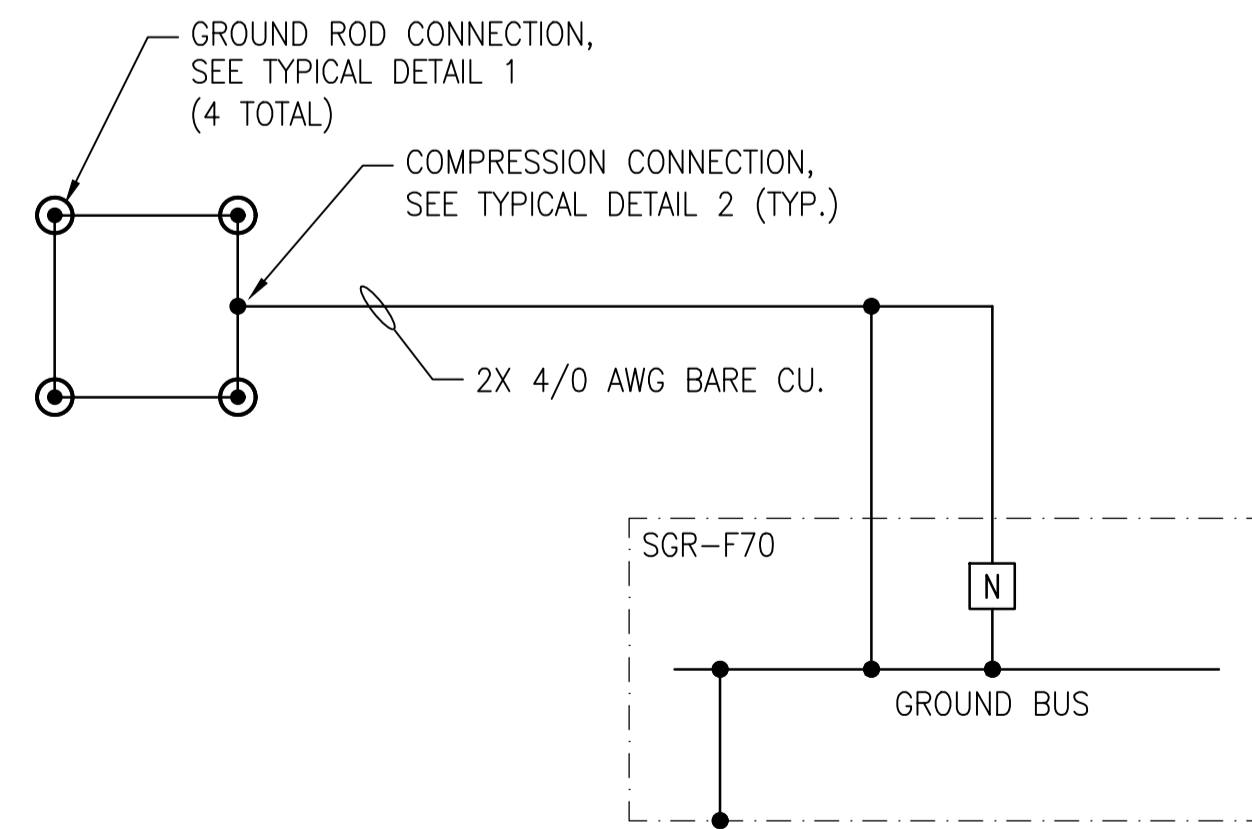 GROUND ROD CONNECTION,
SEE TYPICAL DETAIL 1
(4 TOTAL)
COMPRESSION CONNECTION,
SEE TYPICAL DETAIL 2 (TYP.)
2X 4/0 AWG BARE CU.
SGR-F70
N
GROUND BUS